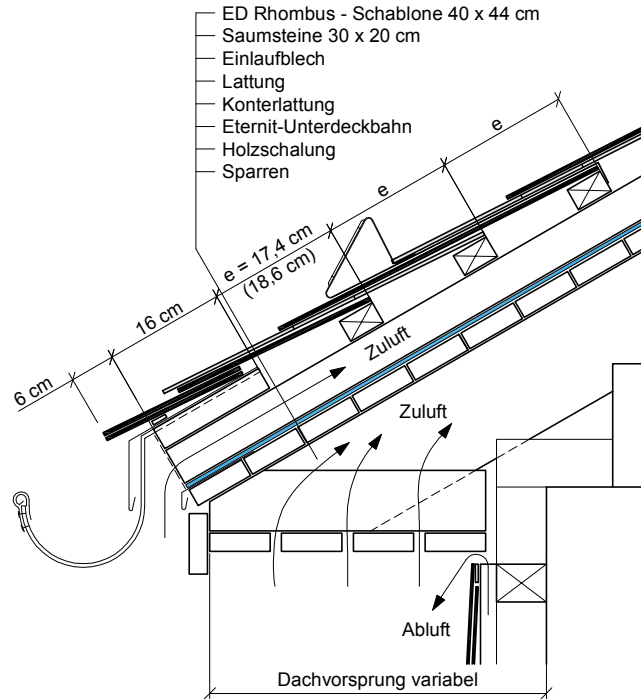 ED Rhombus - Schablone 40 x 44 cm
Saumsteine 30 x 20 cm
Einlaufblech
Lattung
Konterlattung
Eternit-Unterdeckbahn
Holzschalung
Sparren
e
e
e = 17,4 cm
(18,6 cm)
16 cm
6 cm
Zuluft
Zuluft
Abluft
Dachvorsprung variabel